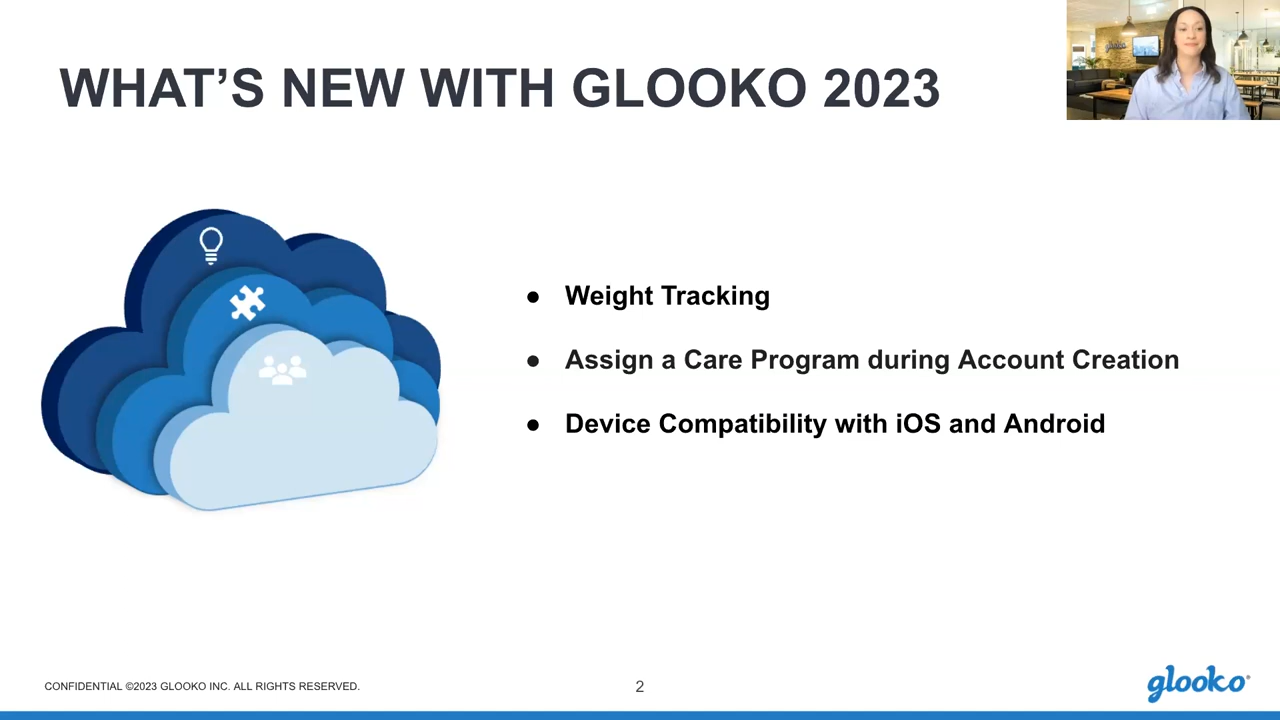 WHAT’S NEW WITH GLOOKO 2023
glooko
● Weight Tracking
● Assign a Care Program during Account Creation
● Device Compatibility with iOS and Android
CONFIDENTIAL ©2023 GLOOKO INC. ALL RIGHTS RESERVED.
2
glooko®